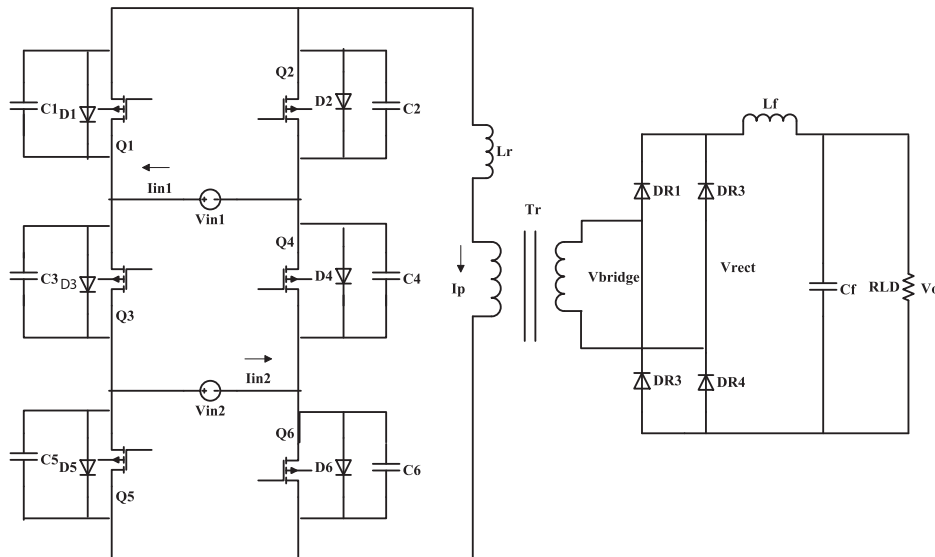 Q2
C1
D1
D2
C2
Q1
Iin1
Vin1
Q4
C3
D3
D4
C4
Q3
Iin2
Vin2
Q6
C5
D5
D6
C6
Q5
Lr
Ip
Tr
Vbridge
Vrect
DR1
DR3
DR3
DR4
Lf
Cf
RLD